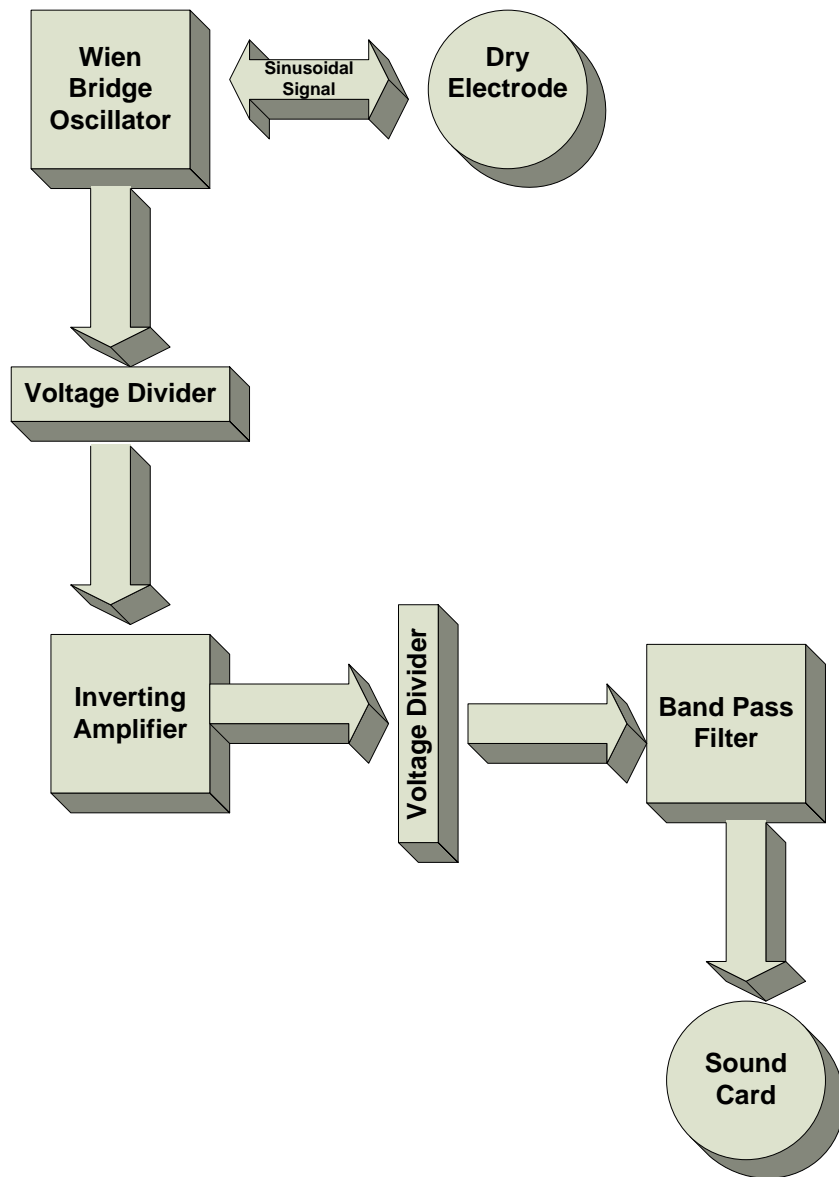 Wien
Bridge
Oscillator
Sinusoidal
Signal
Dry
Electrode
Voltage Divider
Inverting
Amplifier
Voltage Divider
Band Pass
Filter
Sound
Card